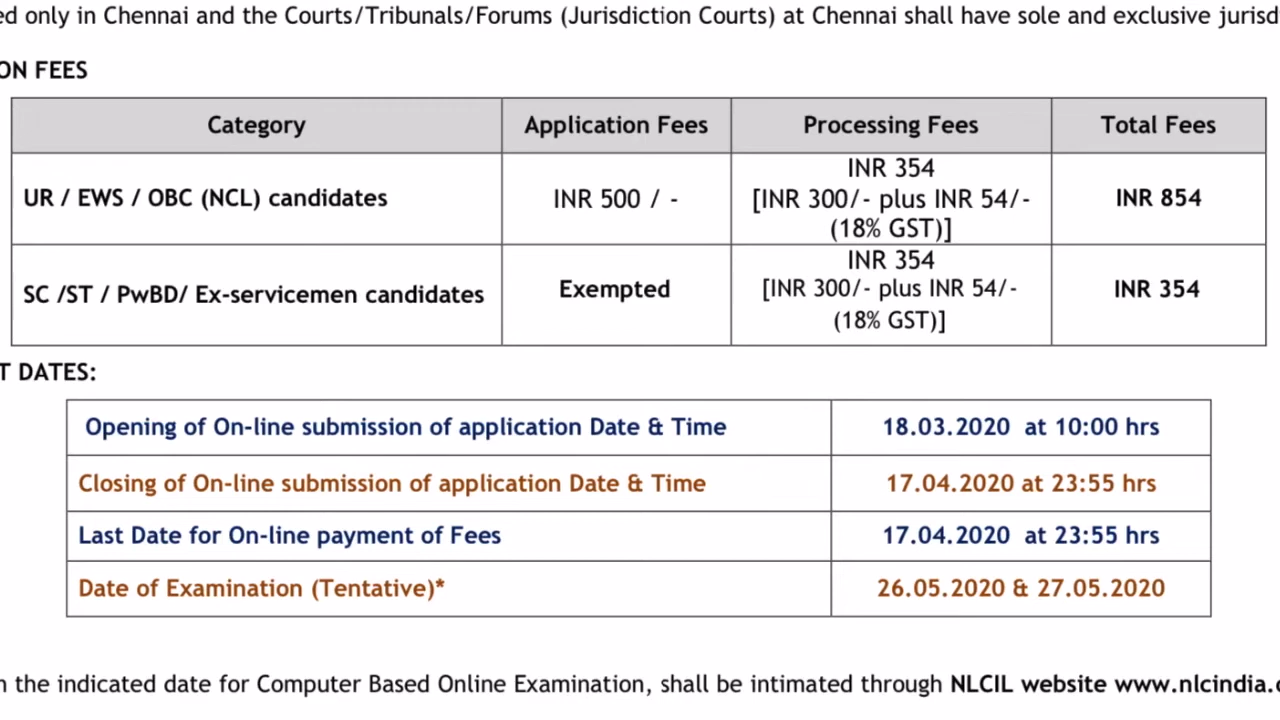 ed only in Chennai and the Courts/Tribunals/Forums (Jurisdiction Courts) at Chennai shall have sole and exclusive jurisd
ON FEES
Category Application Fees Processing Fees Total Fees
UR / EWS / OBC (NCL) candidates INR 500 / - INR 354 [INR 300/- plus INR 54/- (18% GST)] INR 854
SC /ST / PwBD/ Ex-servicemen candidates Exempted INR 354 [INR 300/- plus INR 54/- (18% GST)] INR 354
T DATES:
Opening of On-line submission of application Date & Time 18.03.2020 at 10:00 hrs
Closing of On-line submission of application Date & Time 17.04.2020 at 23:55 hrs
Last Date for On-line payment of Fees 17.04.2020 at 23:55 hrs
Date of Examination (Tentative)* 26.05.2020 & 27.05.2020
n the indicated date for Computer Based Online Examination, shall be intimated through NLCIL website www.nlcindia.